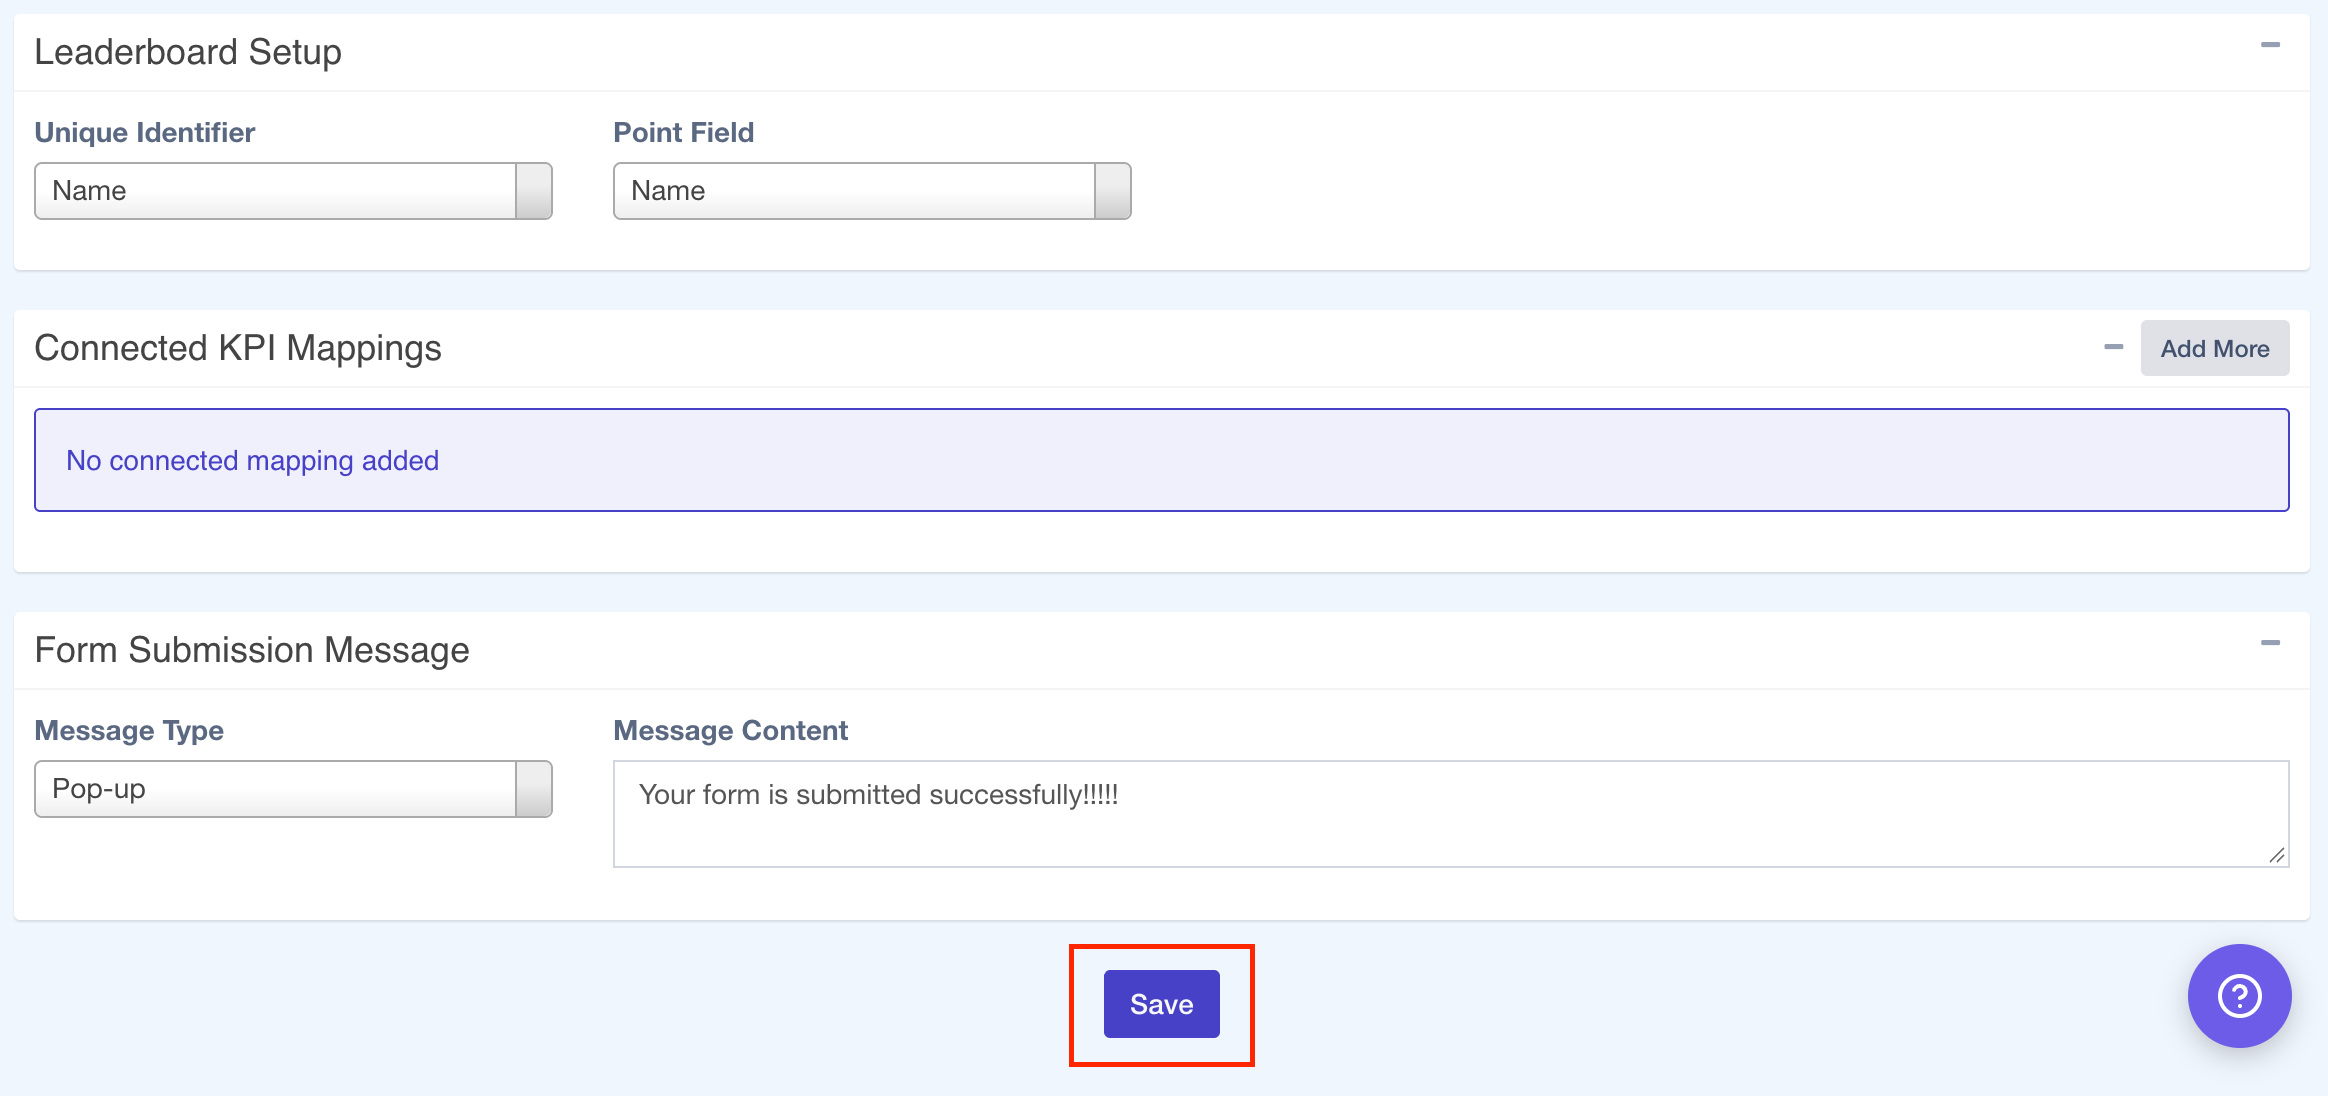 Leaderboard Setup
Unique Identifier
Point Field
Name
Name
Connected KPI Mappings
Add More
No connected mapping added
Form Submission Message
Message Type
Message Content
Pop-up
Your form is submitted successfully!!!!!
Save
?